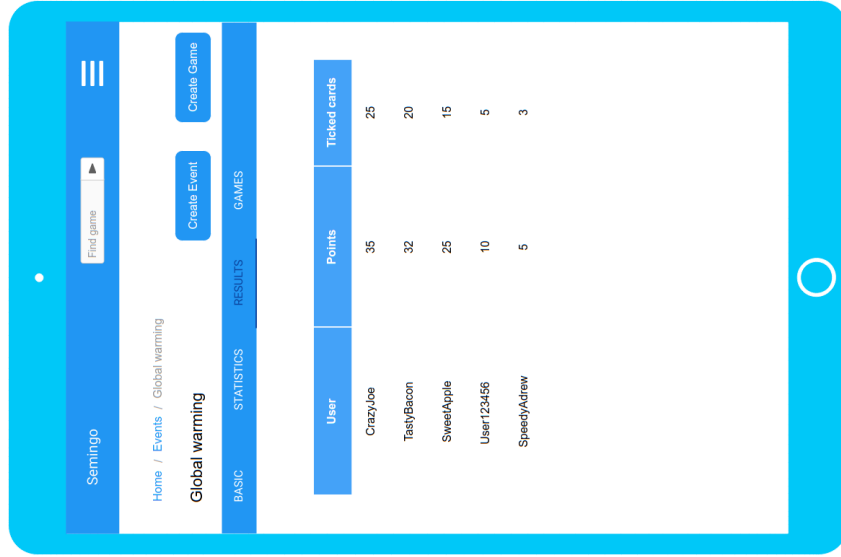 Semingo
Find game
Home / Events / Global warming
Global warming
Create Event
Create Game
BASIC STATISTICS RESULTS GAMES
User Points Ticked cards
CrazyJoe 35 25
TastyBacon 32 20
SweetApple 25 15
User123456 10 5
SpeedyAdrew 5 3